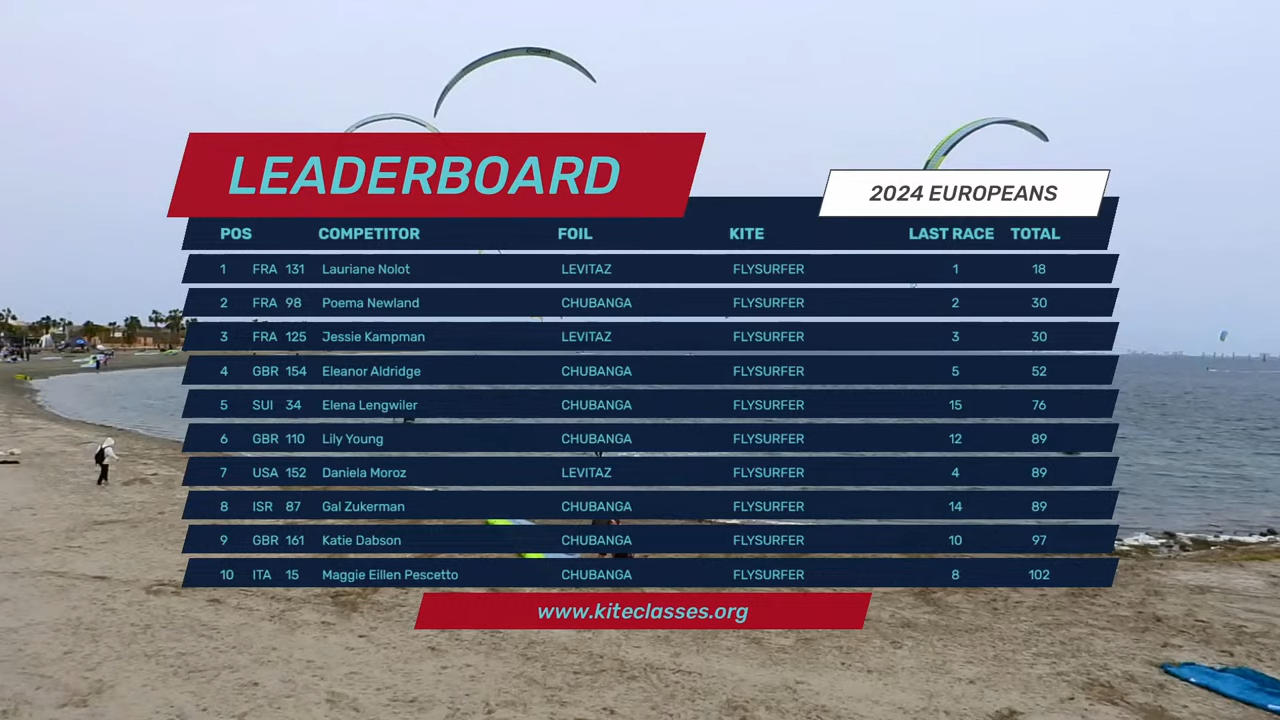 LEADERBOARD
2024 EUROPEANS
POS COMPETITOR FOIL KITE LAST RACE TOTAL
1 FRA 131 Lauriane Nolot LEVITAZ FLYSURFER 1 18
2 FRA 98 Poema Newland CHUBANGA FLYSURFER 2 30
3 FRA 125 Jessie Kampman LEVITAZ FLYSURFER 3 30
4 GBR 154 Eleanor Aldridge CHUBANGA FLYSURFER 5 52
5 SUI 34 Elena Lengwiler CHUBANGA FLYSURFER 15 76
6 GBR 110 Lily Young CHUBANGA FLYSURFER 12 89
7 USA 152 Daniela Moroz LEVITAZ FLYSURFER 4 89
8 ISR 87 Gal Zukerman CHUBANGA FLYSURFER 14 89
9 GBR 161 Katie Dabson CHUBANGA FLYSURFER 10 97
10 ITA 15 Maggie Eillen Pescetto CHUBANGA FLYSURFER 8 102
www.kiteclasses.org